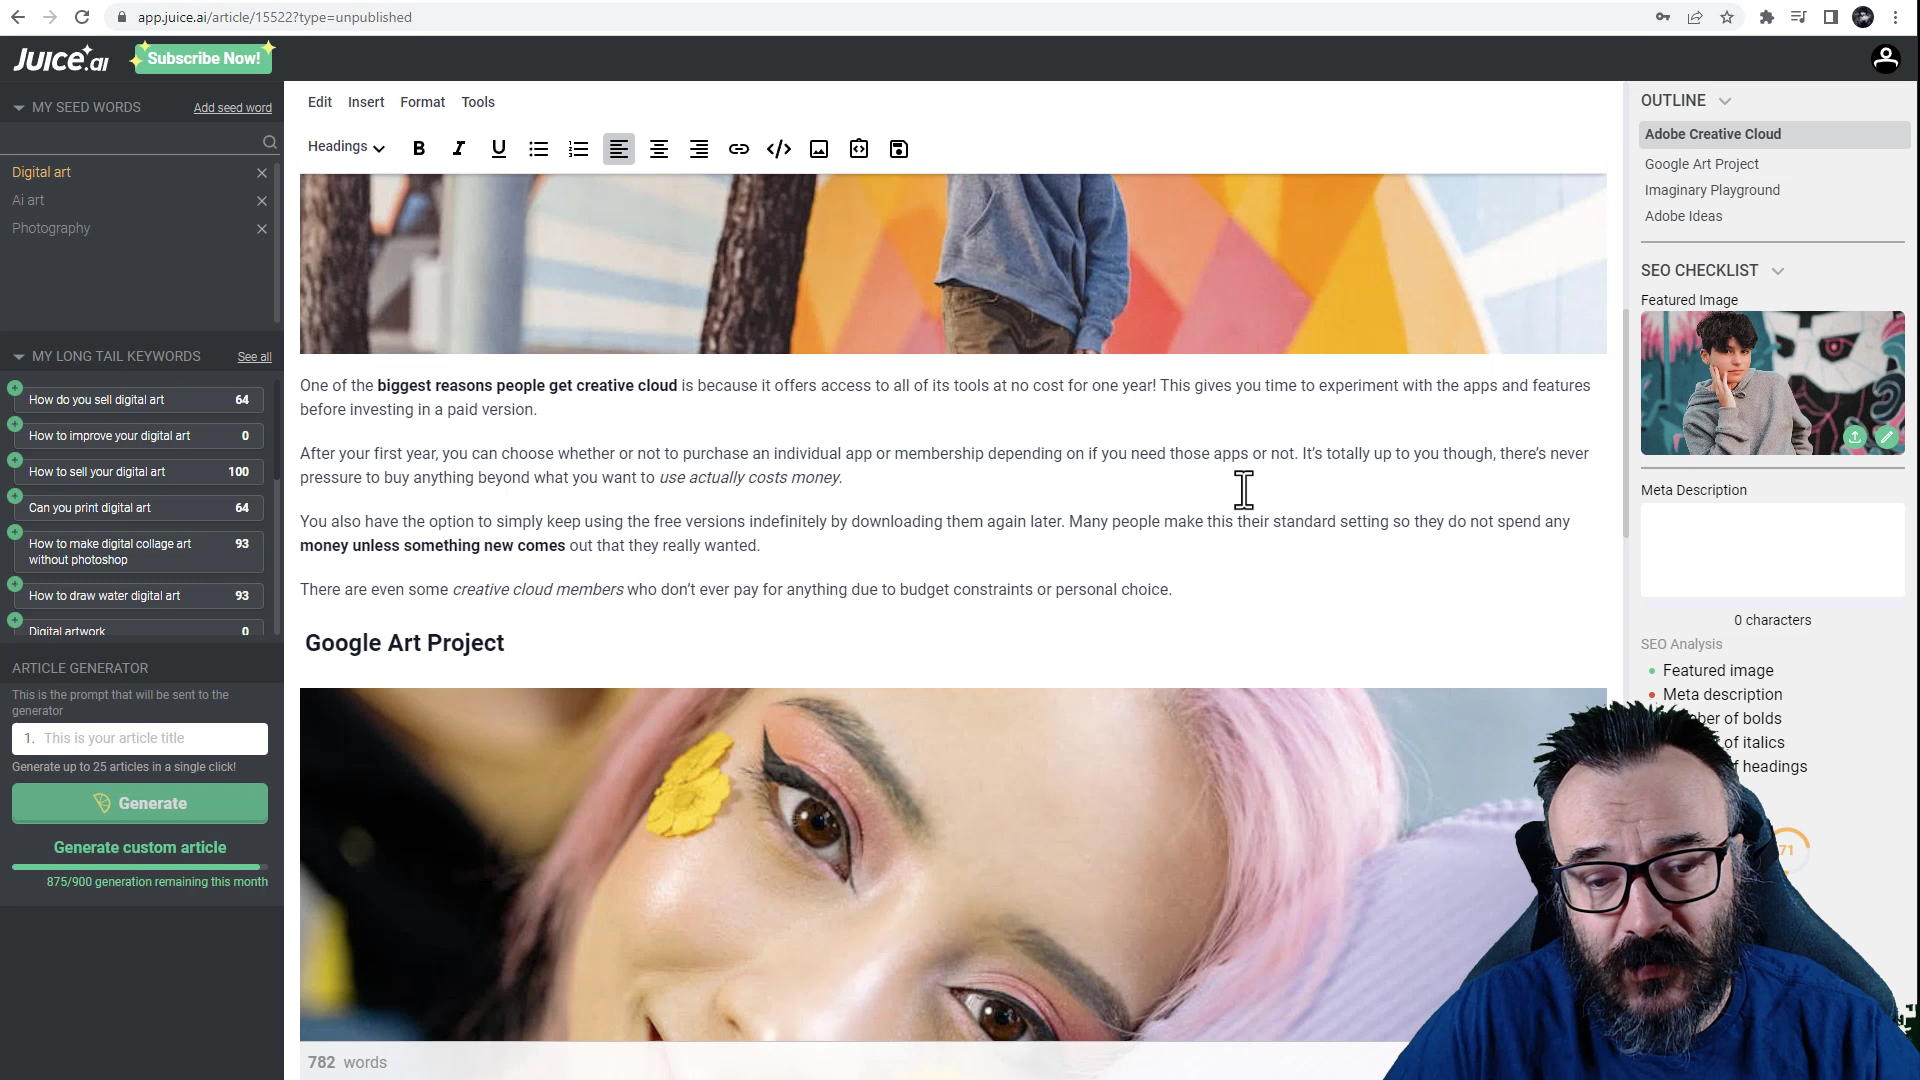 app.juice.ai/article/15522?type=unpublished
Juice.ai
Subscribe Now!
MY SEED WORDS
Add seed word
Digital art
Ai art
Photography
MY LONG TAIL KEYWORDS
See all
How do you sell digital art 64
How to improve your digital art 0
How to sell your digital art 100
Can you print digital art 64
How to make digital collage art 93
without photoshop
How to draw water digital art 93
Digital artwork 0
ARTICLE GENERATOR
This is the prompt that will be sent to the
generator
1. This is your article title
Generate up to 25 articles in a single click!
Generate
Generate custom article
875/900 generation remaining this month
Edit Insert Format Tools
Headings
One of the biggest reasons people get creative cloud is because it offers access to all of its tools at no cost for one year! This gives you time to experiment with the apps and features
before investing in a paid version.
After your first year, you can choose whether or not to purchase an individual app or membership depending on if you need those apps or not. It’s totally up to you though, there’s never
pressure to buy anything beyond what you want to use actually costs money.
You also have the option to simply keep using the free versions indefinitely by downloading them again later. Many people make this their standard setting so they do not spend any
money unless something new comes out that they really wanted.
There are even some creative cloud members who don’t ever pay for anything due to budget constraints or personal choice.
Google Art Project
782 words
OUTLINE
Adobe Creative Cloud
Google Art Project
Imaginary Playground
Adobe Ideas
SEO CHECKLIST
Featured Image
Meta Description
0 characters
SEO Analysis
Featured image
Meta description
of bolds
of italics
headings
71